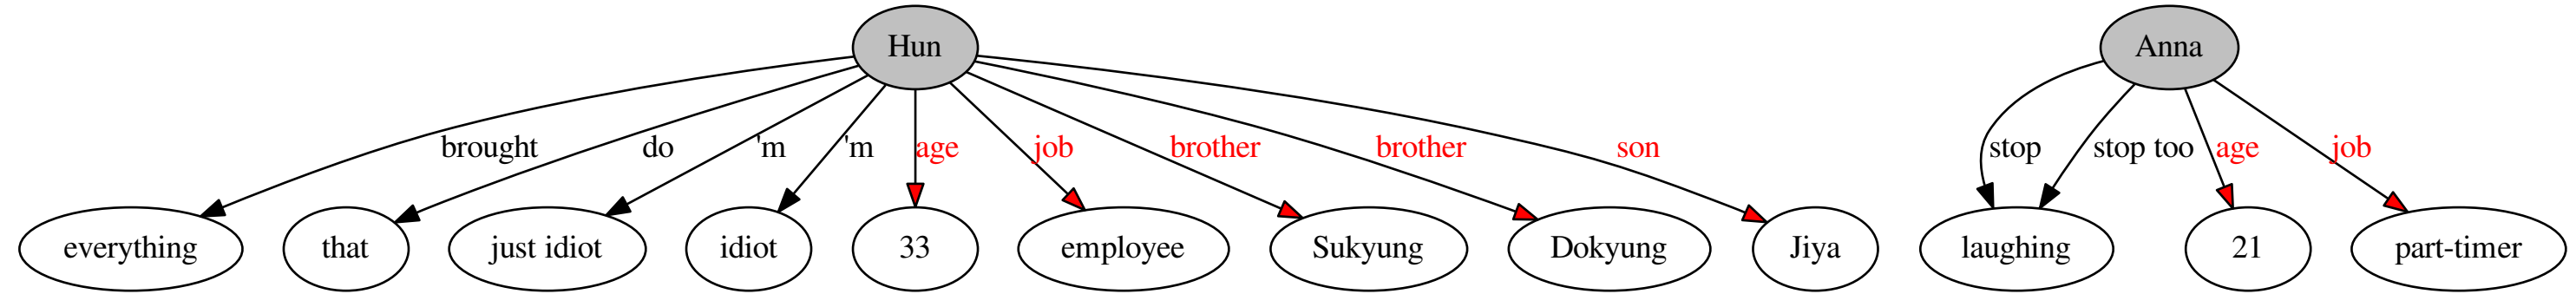 Hun Anna
brought do 'm 'm age job brother brother son stop stop too age job
everything that just idiot idiot 33 employee Sukyung Dokyung Jiya laughing 21 part-timer